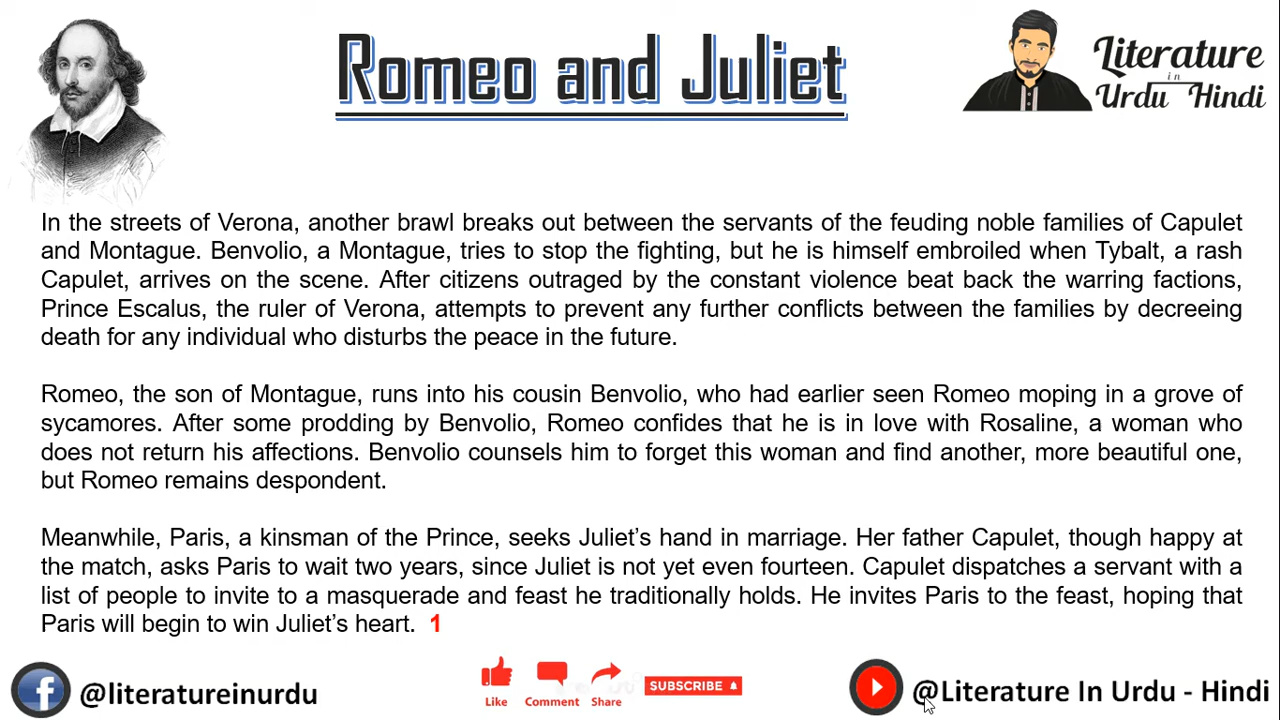 Romeo and Juliet
Literature
in
Urdu Hindi
In the streets of Verona, another brawl breaks out between the servants of the feuding noble families of Capulet
and Montague. Benvolio, a Montague, tries to stop the fighting, but he is himself embroiled when Tybalt, a rash
Capulet, arrives on the scene. After citizens outraged by the constant violence beat back the warring factions,
Prince Escalus, the ruler of Verona, attempts to prevent any further conflicts between the families by decreeing
death for any individual who disturbs the peace in the future.
Romeo, the son of Montague, runs into his cousin Benvolio, who had earlier seen Romeo moping in a grove of
sycamores. After some prodding by Benvolio, Romeo confides that he is in love with Rosaline, a woman who
does not return his affections. Benvolio counsels him to forget this woman and find another, more beautiful one,
but Romeo remains despondent.
Meanwhile, Paris, a kinsman of the Prince, seeks Juliet’s hand in marriage. Her father Capulet, though happy at
the match, asks Paris to wait two years, since Juliet is not yet even fourteen. Capulet dispatches a servant with a
list of people to invite to a masquerade and feast he traditionally holds. He invites Paris to the feast, hoping that
Paris will begin to win Juliet’s heart. 1
@literatureinurdu
Like Comment Share
SUBSCRIBE
@Literature In Urdu - Hindi